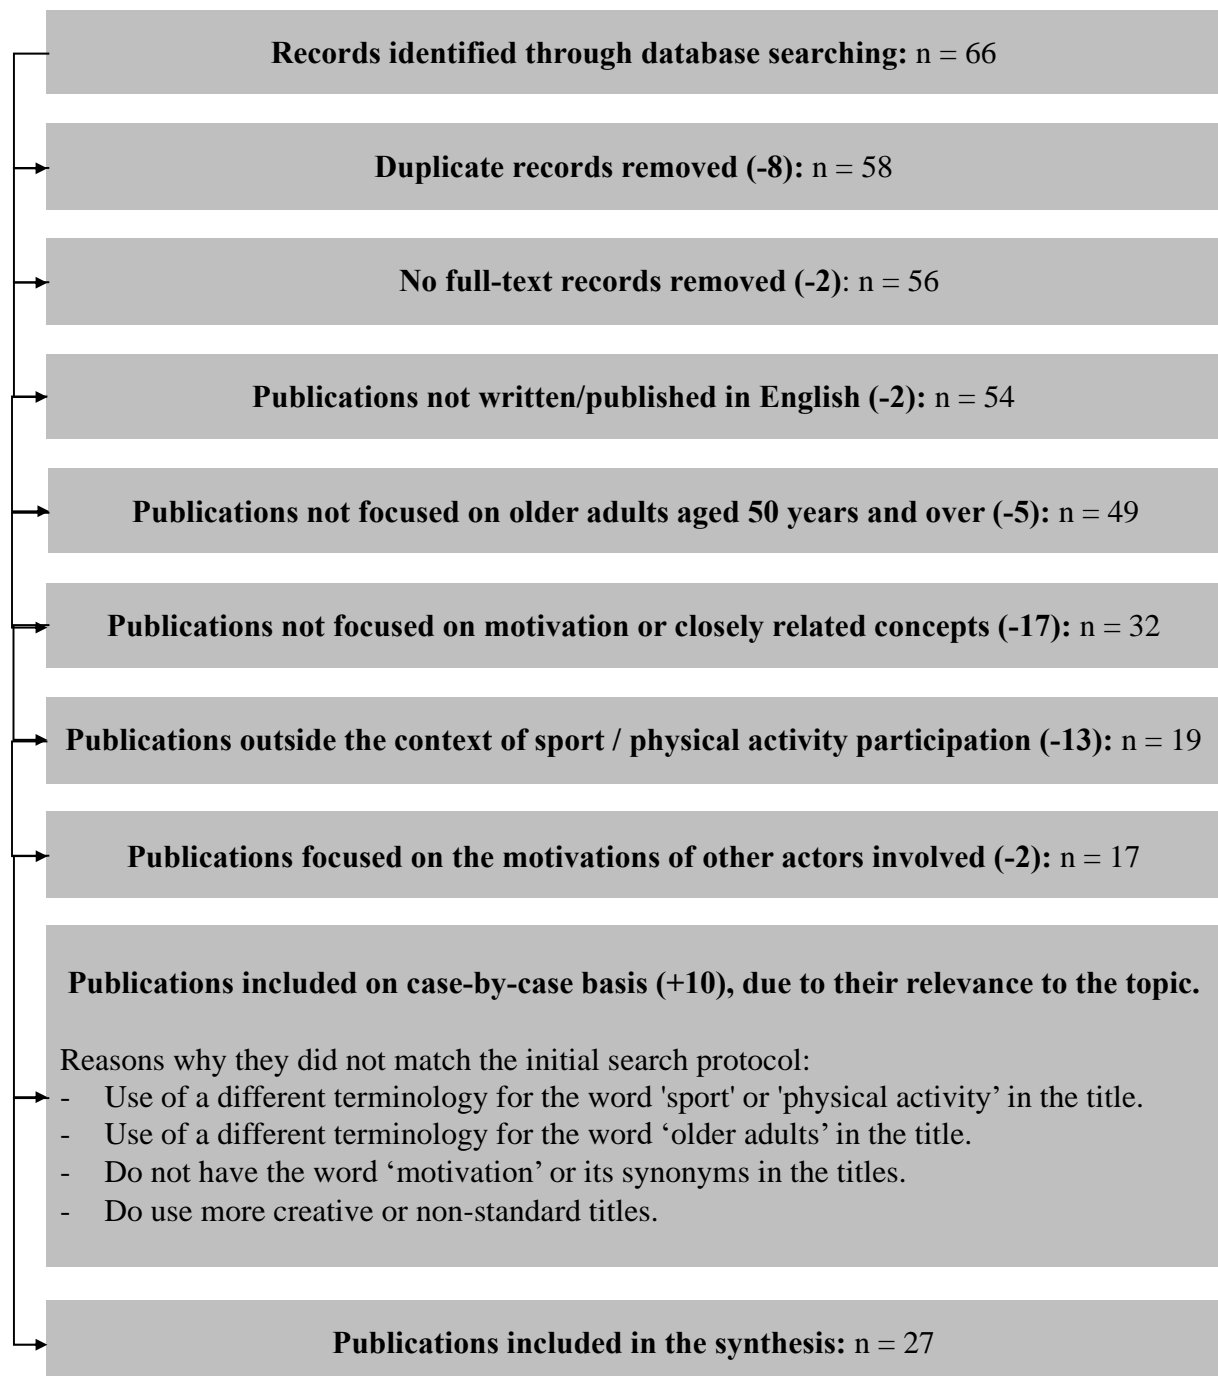 Records identified through database searching: n = 66
Duplicate records removed (-8): n = 58
No full-text records removed (-2): n = 56
Publications not written/published in English (-2): n = 54
Publications not focused on older adults aged 50 years and over (-5): n = 49
Publications not focused on motivation or closely related concepts (-17): n = 32
Publications outside the context of sport / physical activity participation (-13): n = 19
Publications focused on the motivations of other actors involved (-2): n = 17
Publications included on case-by-case basis (+10), due to their relevance to the topic.
Reasons why they did not match the initial search protocol:
- Use of a different terminology for the word 'sport' or 'physical activity’ in the title.
- Use of a different terminology for the word ‘older adults’ in the title.
- Do not have the word ‘motivation’ or its synonyms in the titles.
- Do use more creative or non-standard titles.
Publications included in the synthesis: n = 27